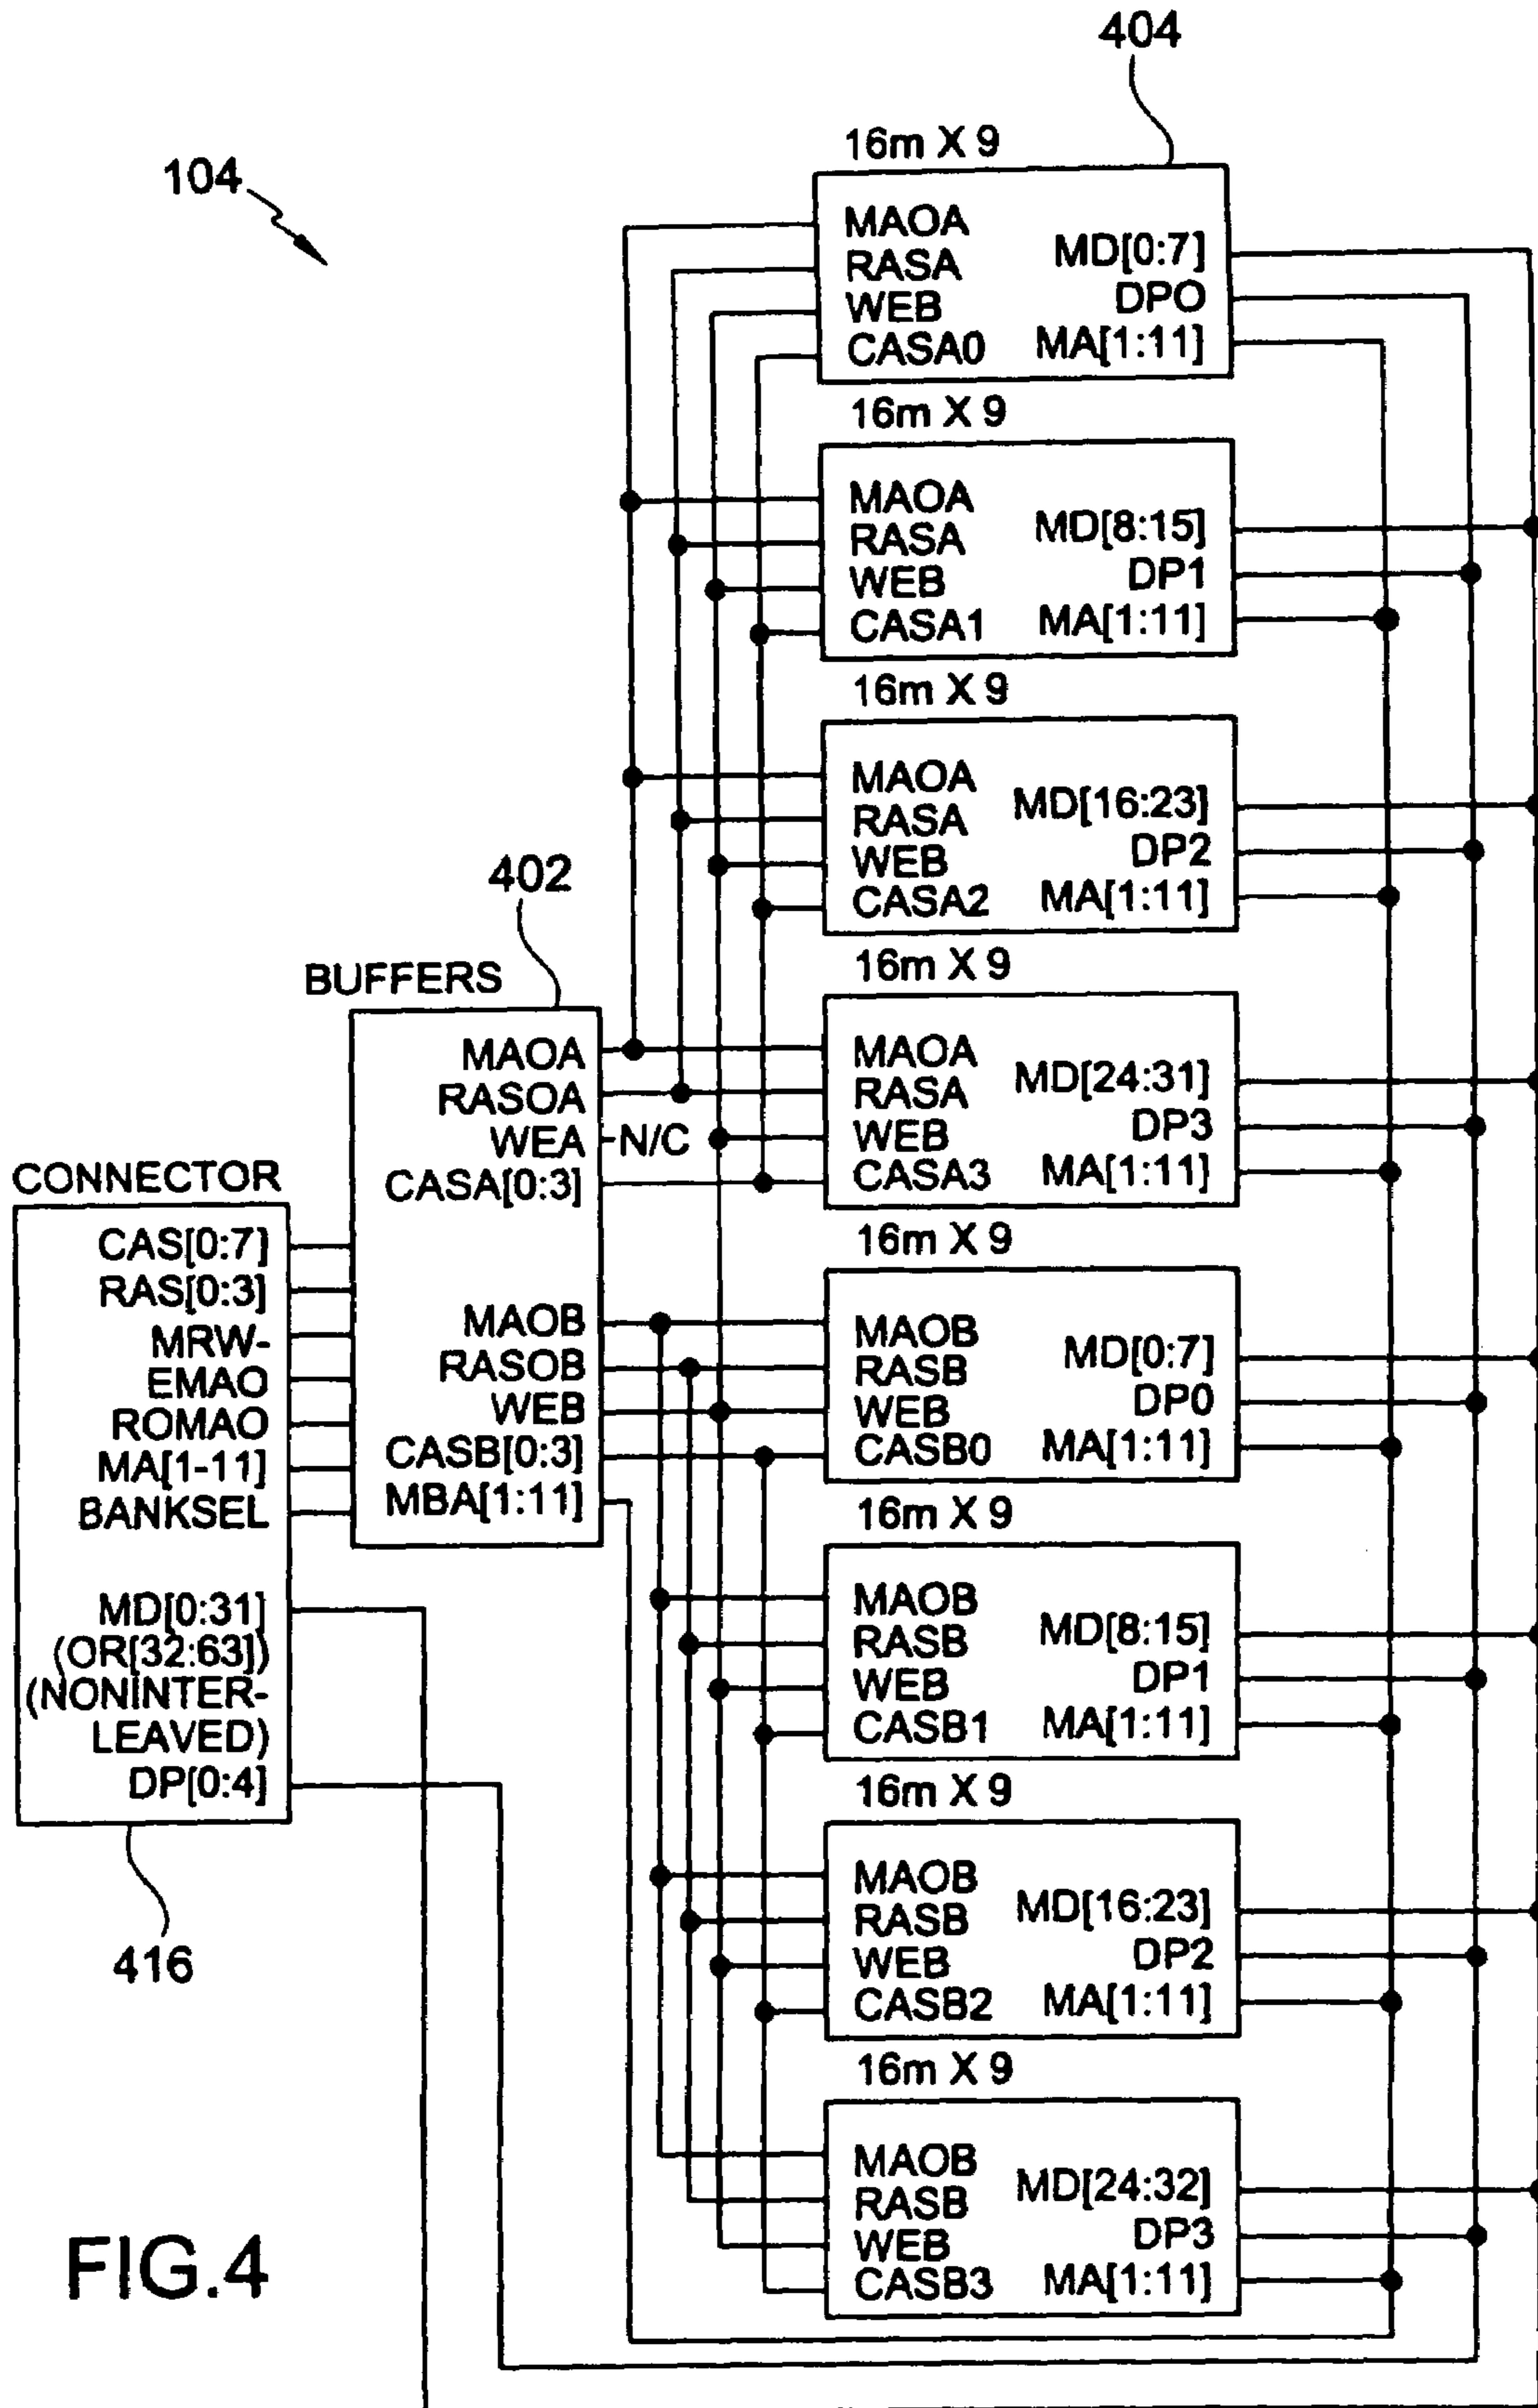 404
104
16m X 9
MAOA
RASA
WEB
CASA0
MD[0:7]
DPO
MA[1:11]
16m X 9
MAOA
RASA
WEB
CASA1
MD[8:15]
DP1
MA[1:11]
16m X 9
MAOA
RASA
WEB
CASA2
MD[16:23]
DP2
MA[1:11]
16m X 9
MAOA
RASA
WEB
CASA3
MD[24:31]
DP3
MA[1:11]
402
BUFFERS
MAOA
RASOA
WEA
N/C
CASA[0:3]
MAOB
RASOB
WEB
CASB[0:3]
MBA[1:11]
CONNECTOR
CAS[0:7]
RAS[0:3]
MRW-
EMAO
ROMAO
MA[1-11]
BANKSEL
MD[0:31]
(OR[32:63])
(NONINTER-
LEAVED)
DP[0:4]
416
16m X 9
MAOB
RASB
WEB
CASB0
MD[0:7]
DP0
MA[1:11]
16m X 9
MAOB
RASB
WEB
CASB1
MD[8:15]
DP1
MA[1:11]
16m X 9
MAOB
RASB
WEB
CASB2
MD[16:23]
DP2
MA[1:11]
16m X 9
MAOB
RASB
WEB
CASB3
MD[24:32]
DP3
MA[1:11]
FIG.4